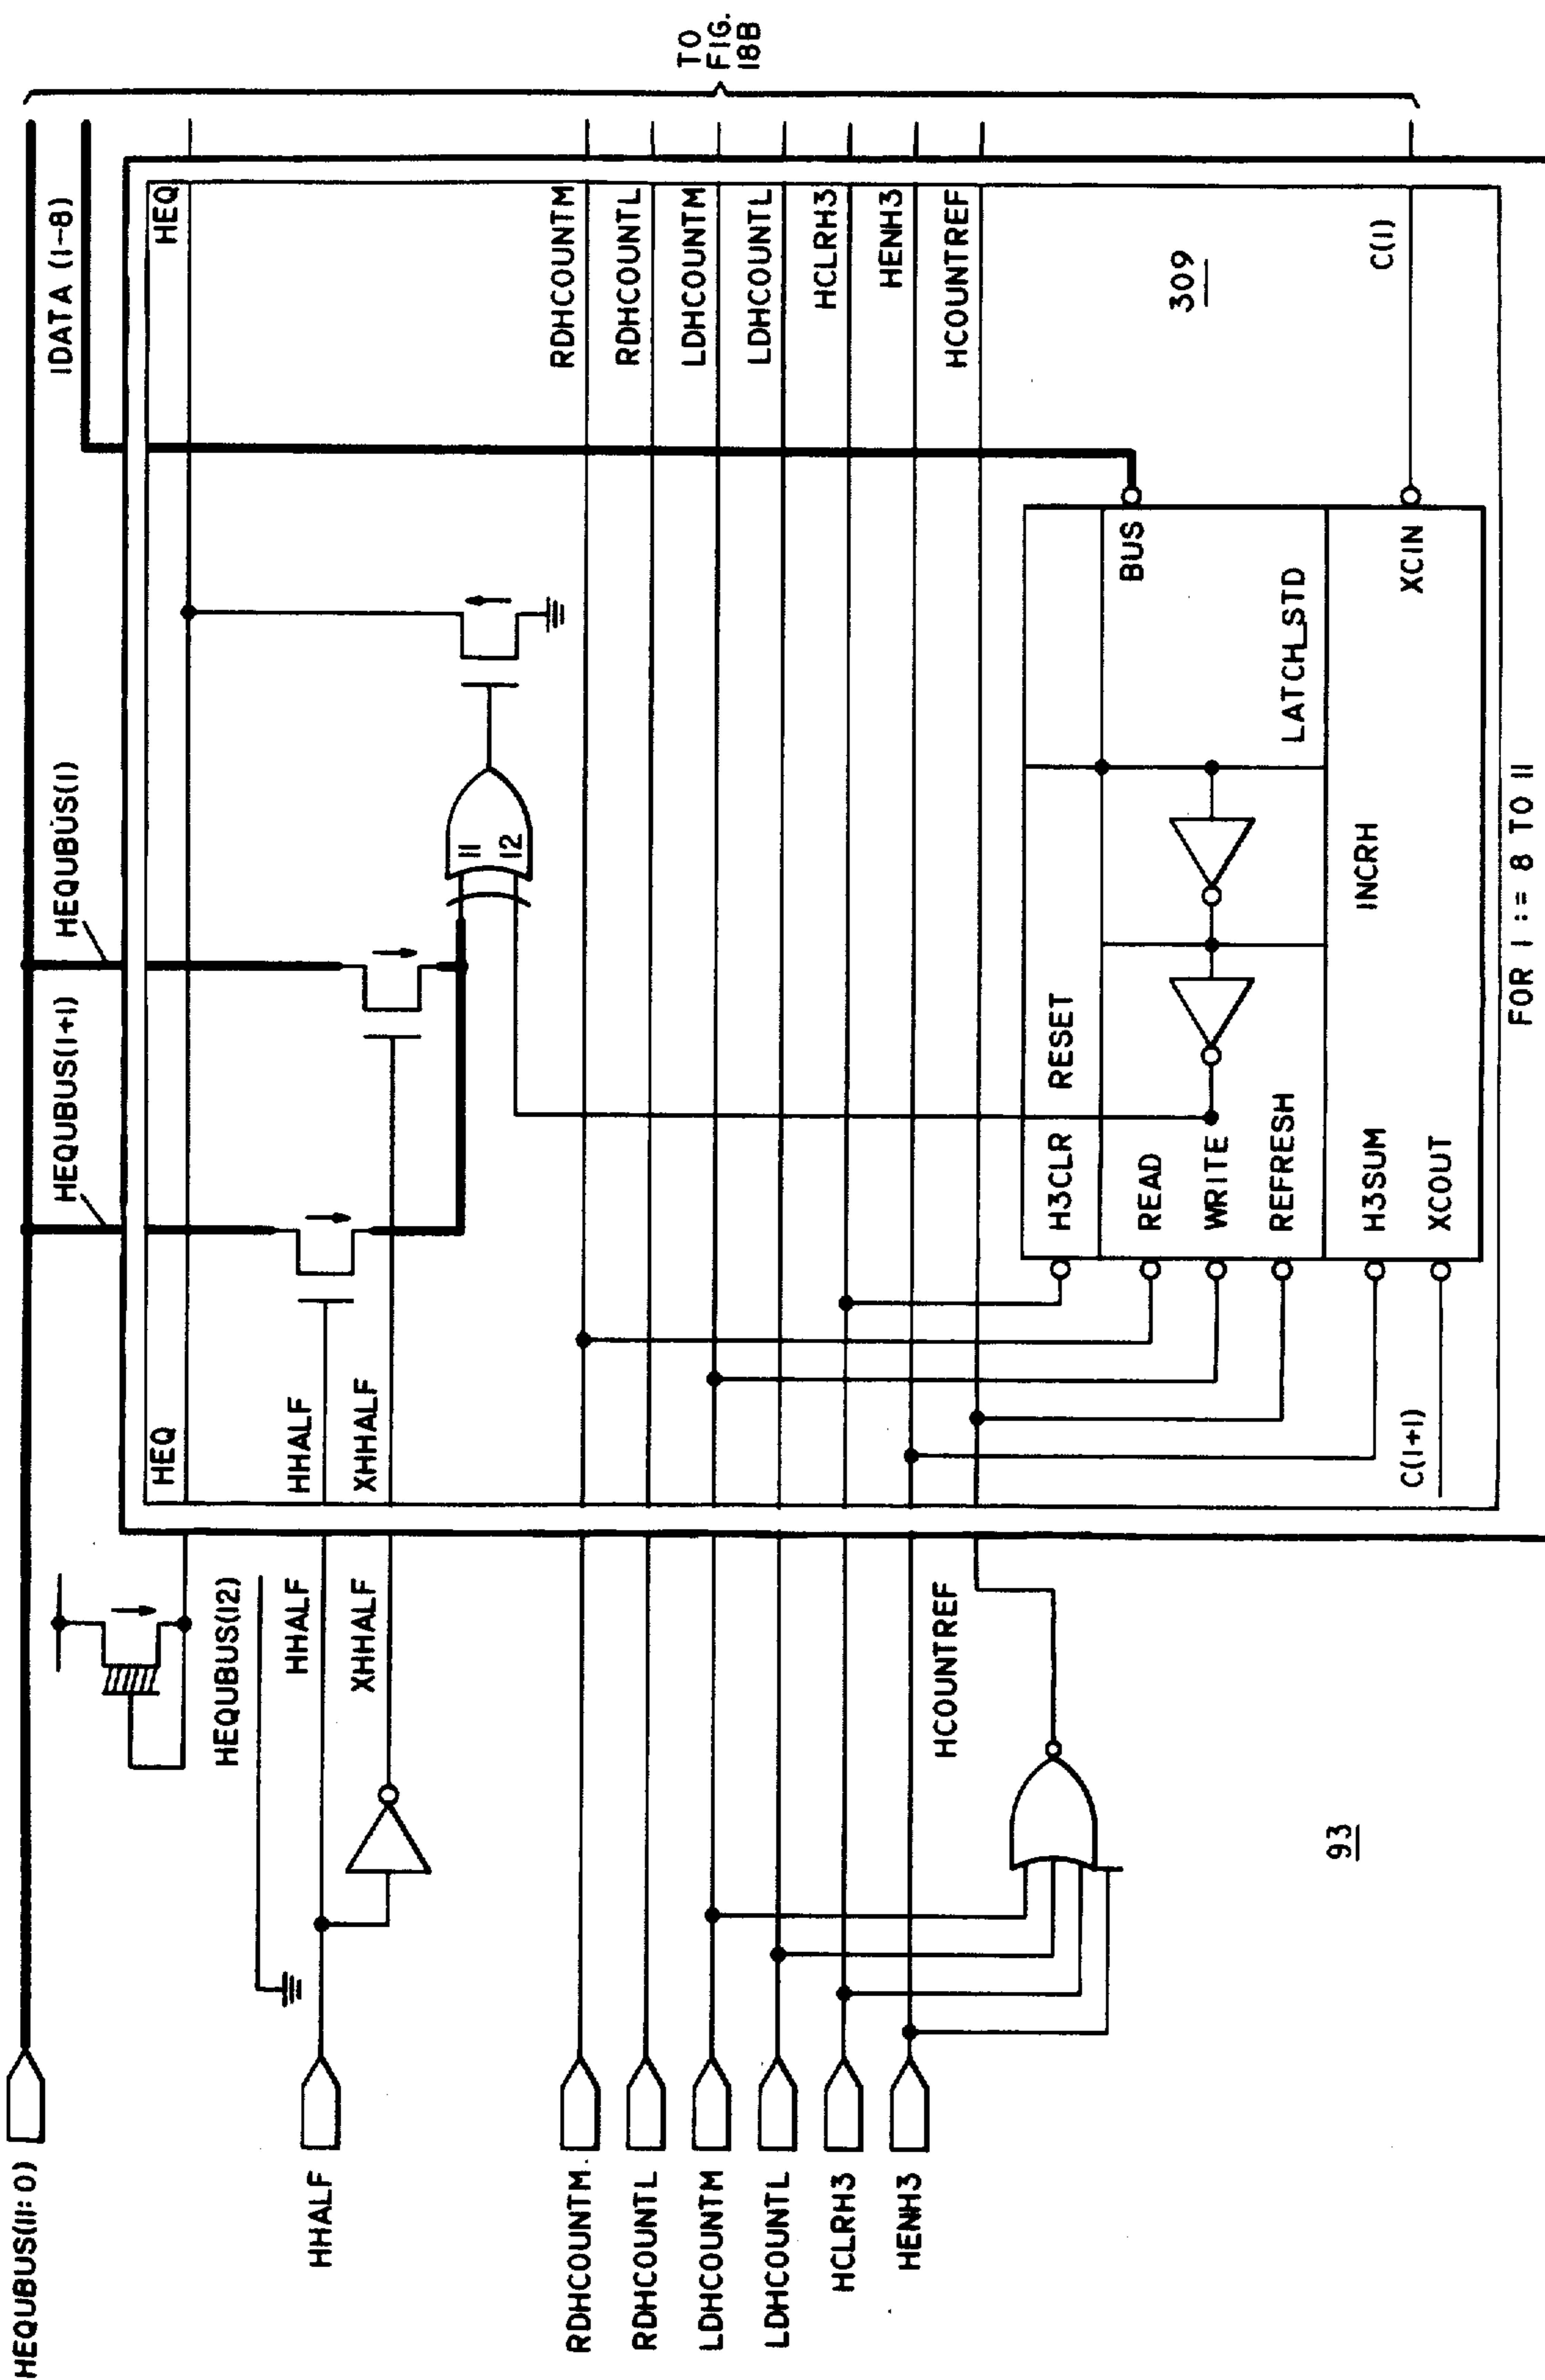 HEQUBUS(11:0)
HHALF
RDHCOUNTM
RDHCOUNTL
LDHCOUNTM
LDHCOUNTL
HCLRH3
HENH3
HEQUBUS(12)
HHALF
XHHALF
HCOUNTREF
93
HEQ
HHALF
XHHALF
C(I+1)
HEQUBUS(I+1)
HEQUBUS(I)
I1
I2
H3CLR RESET
READ
WRITE
REFRESH
H3SUM
XCOUT
INCRH
LATCH_STD
BUS
XCIN
FOR I := 8 TO 11
IDATA (I-8)
HEQ
RDHCOUNTM
RDHCOUNTL
LDHCOUNTM
LDHCOUNTL
HCLRH3
HENH3
HCOUNTREF
309
C(I)
TO
FIG.
18B